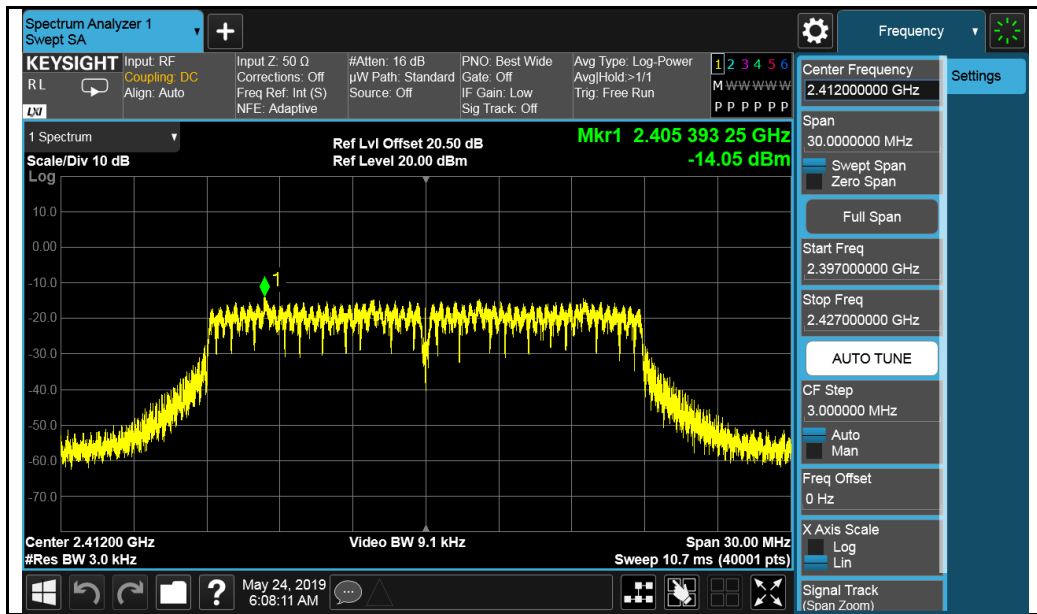 Spectrum Analyzer 1
Swept SA
+
Frequency
KEYSIGHT
RL
LXI
Input: RF
Coupling: DC
Align: Auto
Input Z: 50 Ω
Corrections: Off
Freq Ref: Int (S)
NFE: Adaptive
#Atten: 16 dB
µW Path: Standard
Source: Off
PNO: Best Wide
Gate: Off
IF Gain: Low
Sig Track: Off
Avg Type: Log-Power
Avg|Hold:>1/1
Trig: Free Run
1 2 3 4 5 6
M W W W W W
P P P P P P
1 Spectrum
Scale/Div 10 dB
Log
Ref Lvl Offset 20.50 dB
Ref Level 20.00 dBm
Mkr1 2.405 393 25 GHz
-14.05 dBm
10.0
0.00
-10.0
-20.0
-30.0
-40.0
-50.0
-60.0
-70.0
1
Center 2.41200 GHz
#Res BW 3.0 kHz
Video BW 9.1 kHz
Span 30.00 MHz
Sweep 10.7 ms (40001 pts)
Center Frequency
2.412000000 GHz
Settings
Span
30.0000000 MHz
Swept Span
Zero Span
Full Span
Start Freq
2.397000000 GHz
Stop Freq
2.427000000 GHz
AUTO TUNE
CF Step
3.000000 MHz
Auto
Man
Freq Offset
0 Hz
X Axis Scale
Log
Lin
Signal Track
(Span Zoom)
?
May 24, 2019
6:08:11 AM